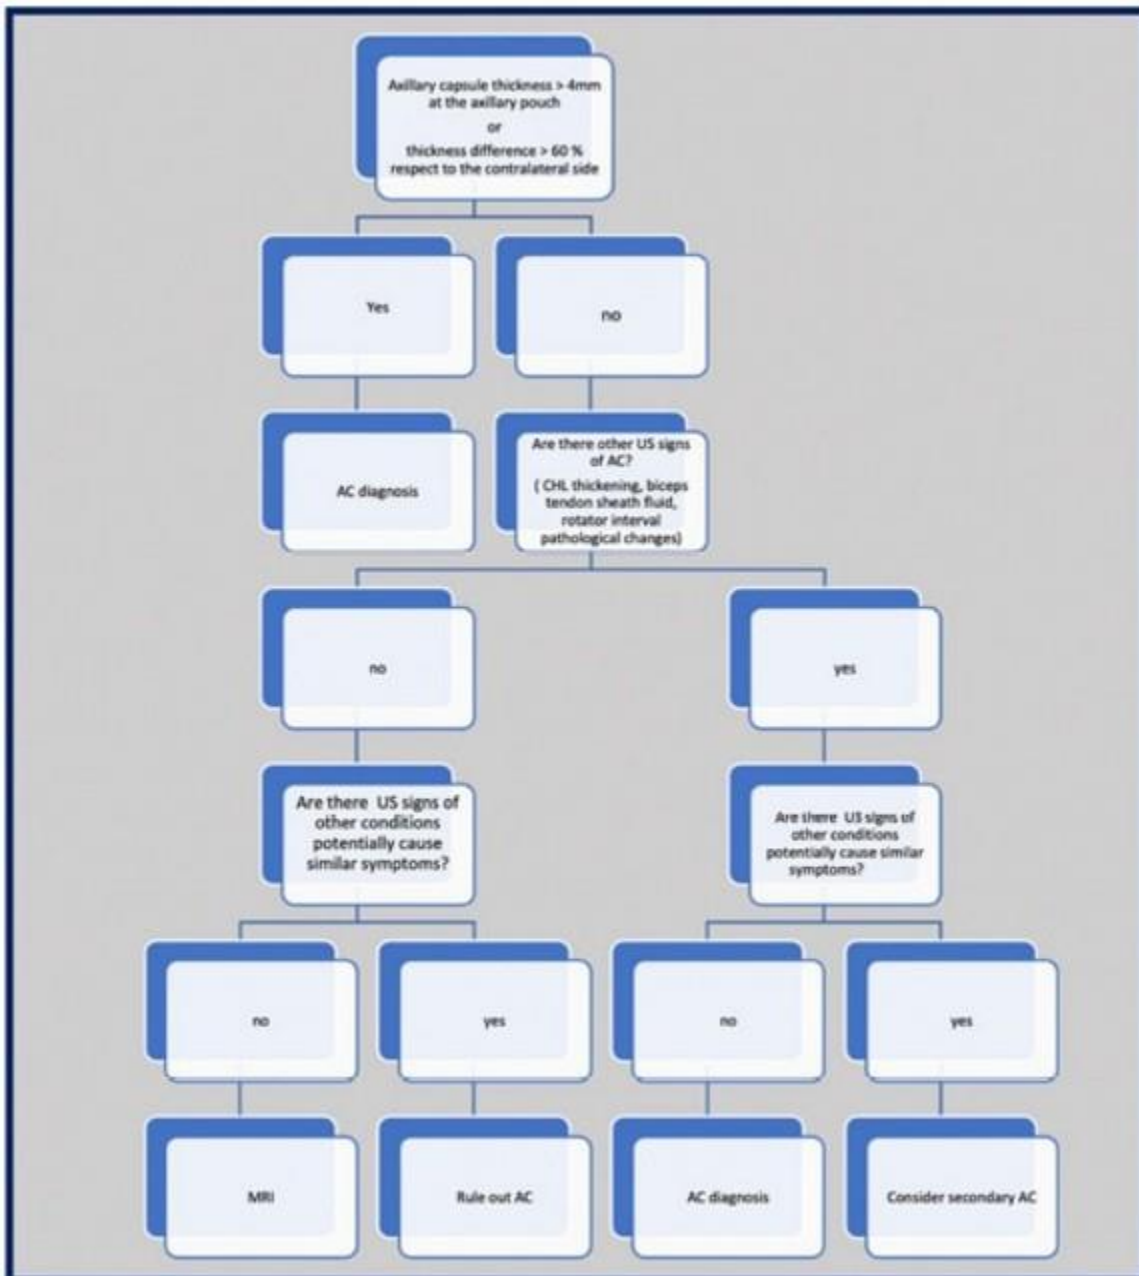 Axillary capsule thickness > 4mm
at the axillary pouch
or
thickness difference > 60 %
respect to the contralateral side
Yes
no
AC diagnosis
Are there other US signs
of AC?
( CHL thickening, biceps
tendon sheath fluid,
rotator interval
pathological changes)
no
yes
Are there US signs of
other conditions
potentially cause
similar symptoms?
Are there US signs of
other conditions
potentially cause similar
symptoms?
no
yes
no
yes
MRI
Rule out AC
AC diagnosis
Consider secondary AC